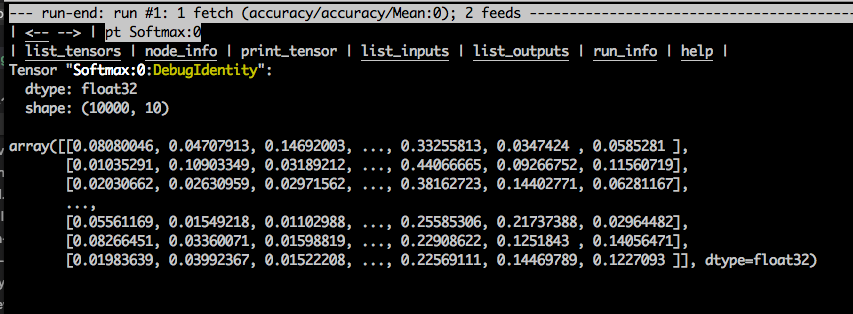 --- run-end: run #1: 1 fetch (accuracy/accuracy/Mean:0); 2 feeds ---------------------------------------
| <-- --> | pt Softmax:0
| list_tensors | node_info | print_tensor | list_inputs | list_outputs | run_info | help |
Tensor "Softmax:0:DebugIdentity":
  dtype: float32
  shape: (10000, 10)

array([[0.08080046, 0.04707913, 0.14692003, ..., 0.33255813, 0.0347424 , 0.0585281 ],
       [0.01035291, 0.10903349, 0.03189212, ..., 0.44066665, 0.09266752, 0.11560719],
       [0.02030662, 0.02630959, 0.02971562, ..., 0.38162723, 0.14402771, 0.06281167],
       ...,
       [0.05561169, 0.01549218, 0.01102988, ..., 0.25585306, 0.21737388, 0.02964482],
       [0.08266451, 0.03360071, 0.01598819, ..., 0.22908622, 0.1251843 , 0.14056471],
       [0.01983639, 0.03992367, 0.01522208, ..., 0.22569111, 0.14469789, 0.1227093 ]], dtype=float32)